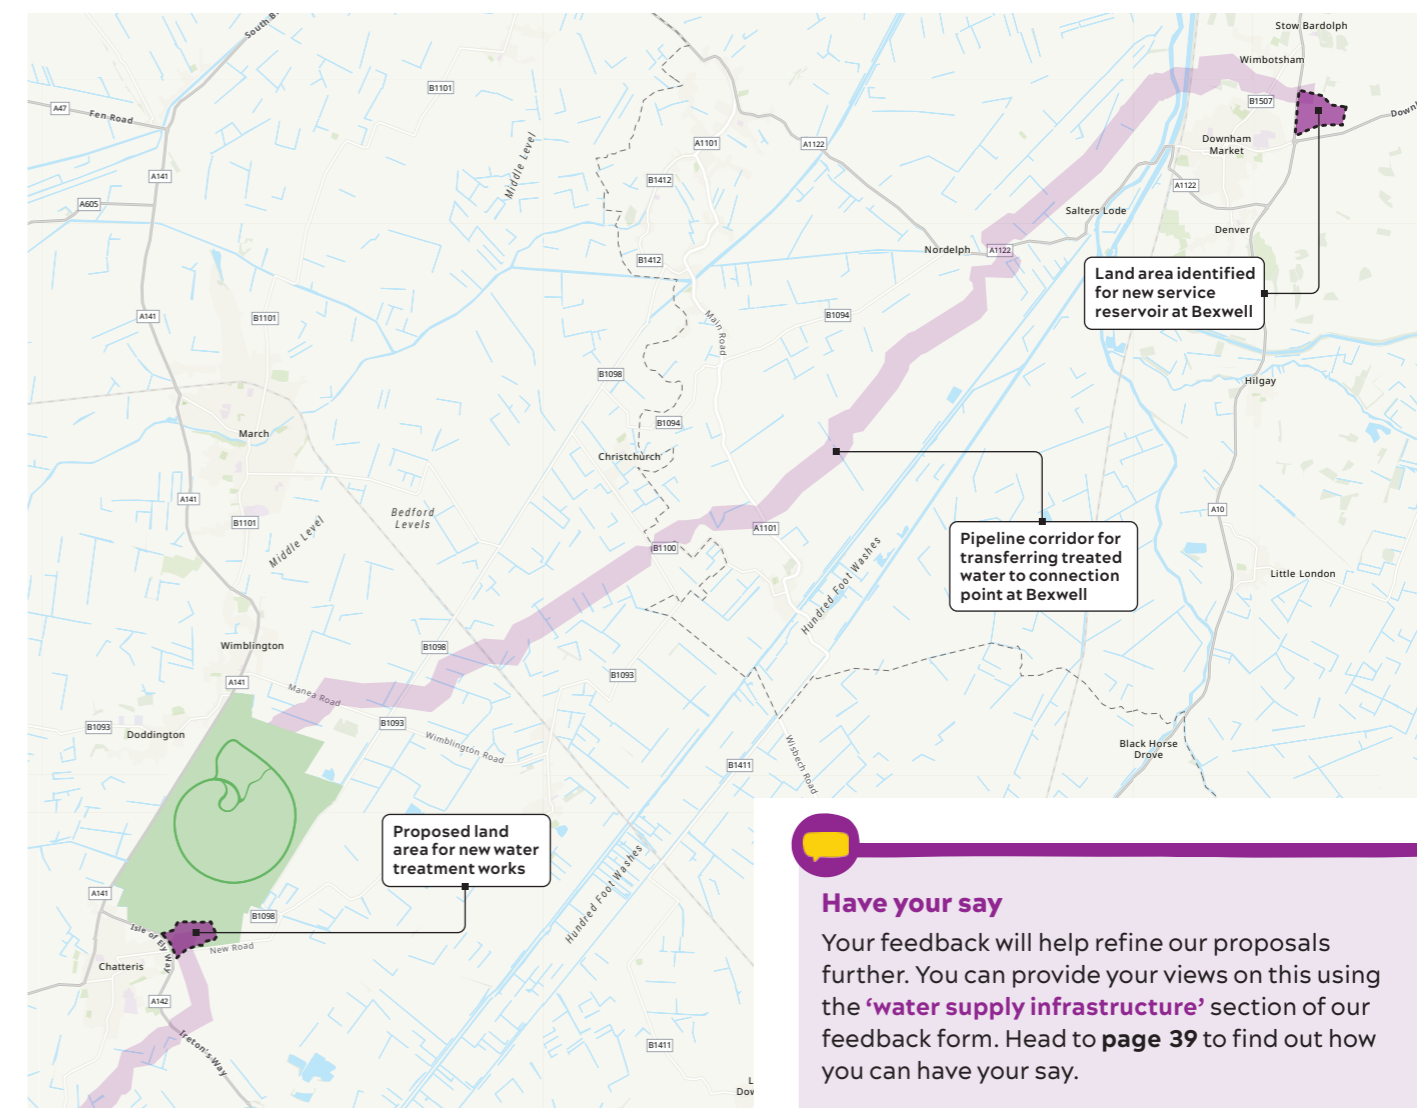 South B
Stow Bardolph
Wimbotsham
B1101
A47
Fen Road
B1507
Down
Downham
Market
A1101
A1122
Middle Level
A141
B1412
A1122
A605
Salters Lode
Denver
Nordelph
A1122
B1412
Land area identified
for new service
reservoir at Bexwell
A141
B1101
Main Road
B1094
B1098
Hilgay
B1094
March
Christchurch
A141
B1101
Bedford
Levels
Middle Level
A1101
A10
B1100
Pipeline corridor for
transferring treated
water to connection
point at Bexwell
Hundred Foot Washes
Little London
Wimblington
B1098
A141
Manea Road
B1093
B1093
B1093
Doddington
Wimblington Road
Black Horse
Drove
B1411
Wisbech Road
Proposed land
area for new water
treatment works
Hundred Foot Washes
A141
B1098
Isle of Ely Way
New Road
Chatteris
A142
Ireton's Way
B1411
L
Dow
Have your say
Your feedback will help refine our proposals
further. You can provide your views on this using
the ‘water supply infrastructure’ section of our
feedback form. Head to page 39 to find out how
you can have your say.